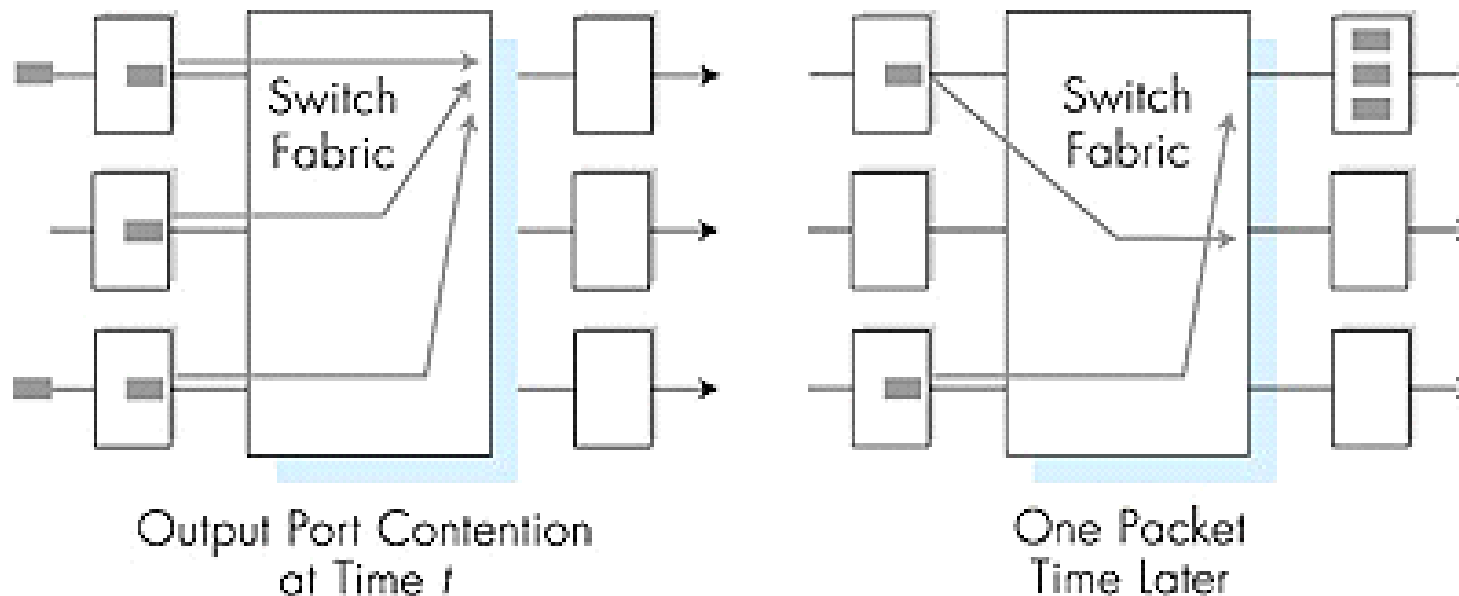 Switch
Fabric
Output Port Contention
at Time t
Switch
Fabric
One Packet
Time Later